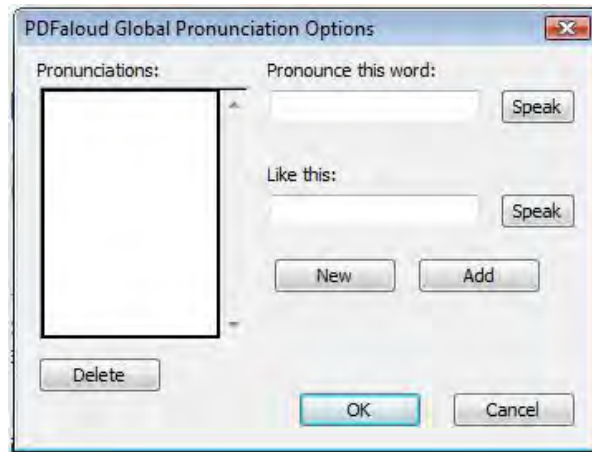 PDFaloud Global Pronunciation Options
Pronunciations:
Pronounce this word:
Speak
Like this:
Speak
New
Add
Delete
OK
Cancel